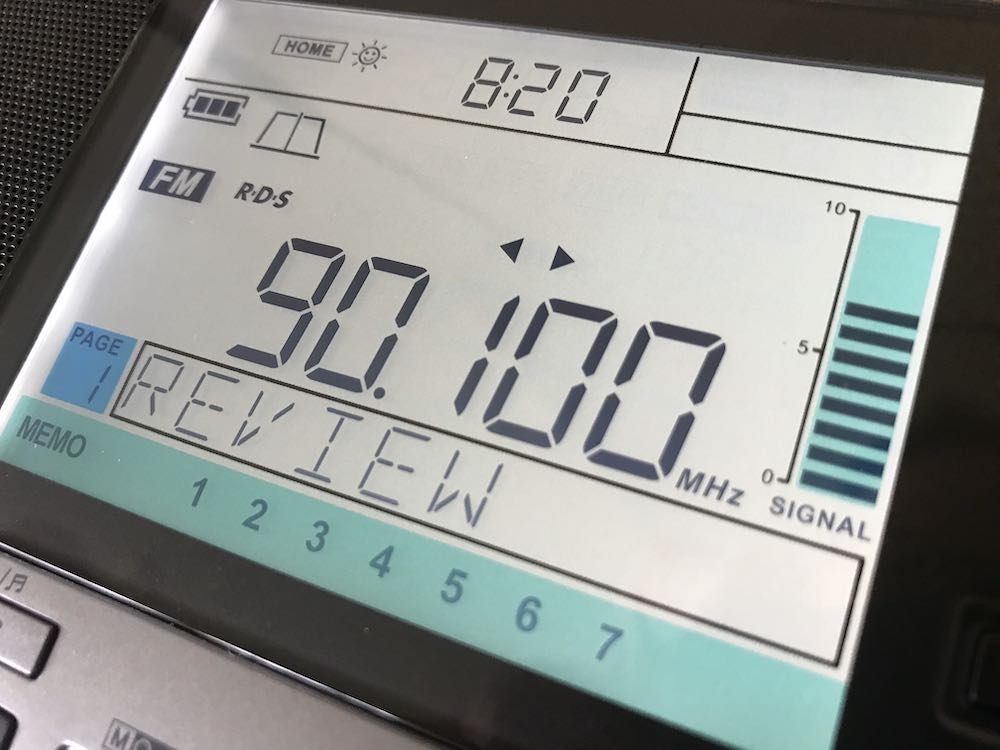 HOME
8:20
FM
R·D·S
90.100
MHz
10
5
0
SIGNAL
PAGE
1
REVIEW
MEMO
1 2 3 4 5 6 7